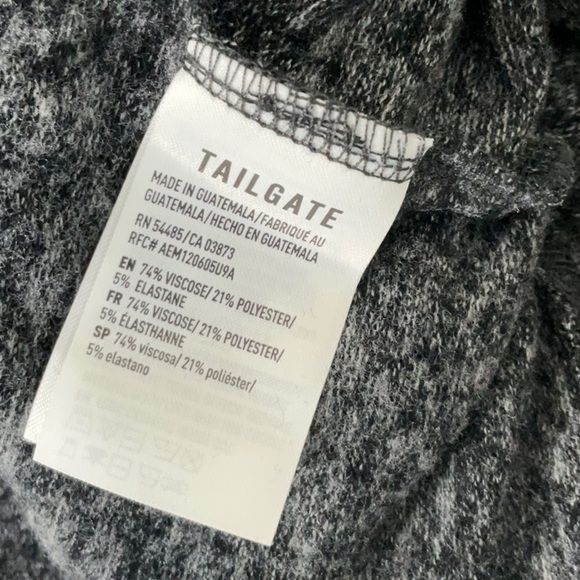 TAILGATE
MADE IN GUATEMALA/FABRIQUÉ AU
GUATEMALA/HECHO EN GUATEMALA
RN 54485/CA 03873
RFC# AEM120605U9A
EN 74% VISCOSE/ 21% POLYESTER/
5% ELASTANE
FR 74% VISCOSE/ 21% POLYESTER/
5% ÉLASTHANNE
SP 74% viscosa/ 21% poliéster/
5% elastano